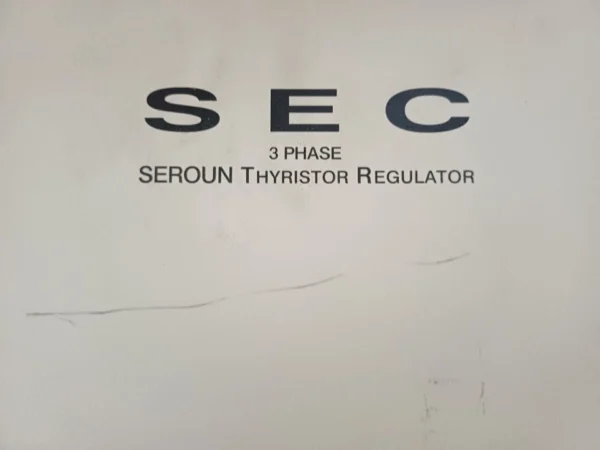 SEC
3 PHASE
SEROUN THYRISTOR REGULATOR